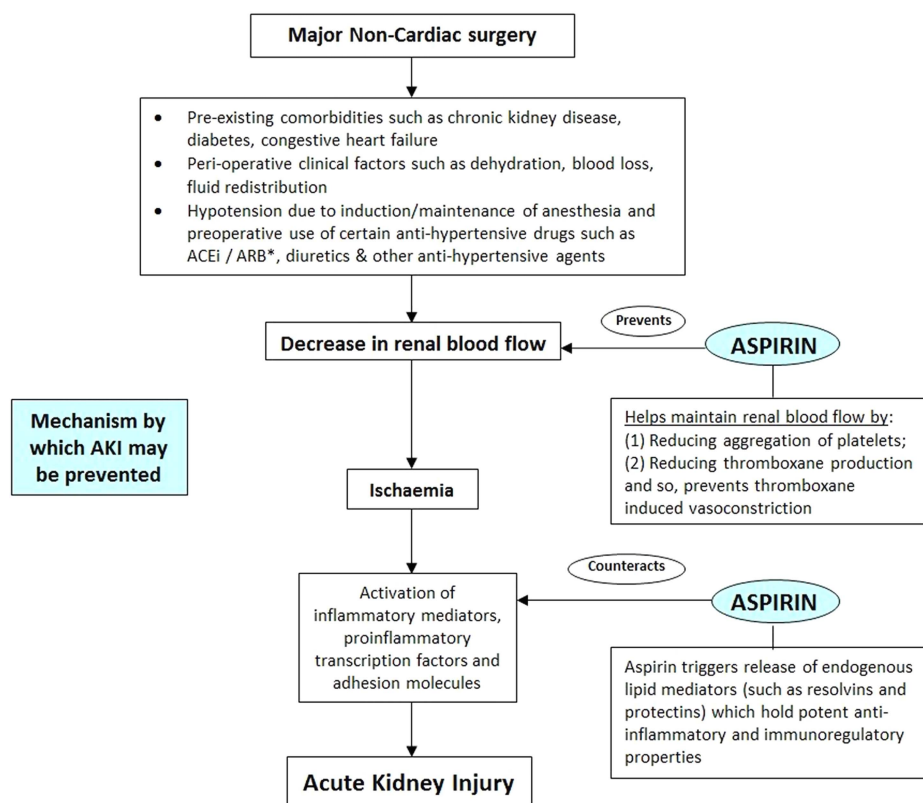 Major Non-Cardiac surgery
• Pre-existing comorbidities such as chronic kidney disease,
diabetes, congestive heart failure
• Peri-operative clinical factors such as dehydration, blood loss,
fluid redistribution
• Hypotension due to induction/maintenance of anesthesia and
preoperative use of certain anti-hypertensive drugs such as
ACEi / ARB*, diuretics & other anti-hypertensive agents
Decrease in renal blood flow
Prevents
ASPIRIN
Helps maintain renal blood flow by:
(1) Reducing aggregation of platelets;
(2) Reducing thromboxane production
and so, prevents thromboxane
induced vasoconstriction
Mechanism by
which AKI may
be prevented
Ischaemia
Activation of
inflammatory mediators,
proinflammatory
transcription factors and
adhesion molecules
Counteracts
ASPIRIN
Aspirin triggers release of endogenous
lipid mediators (such as resolvins and
protectins) which hold potent anti-
inflammatory and immunoregulatory
properties
Acute Kidney Injury